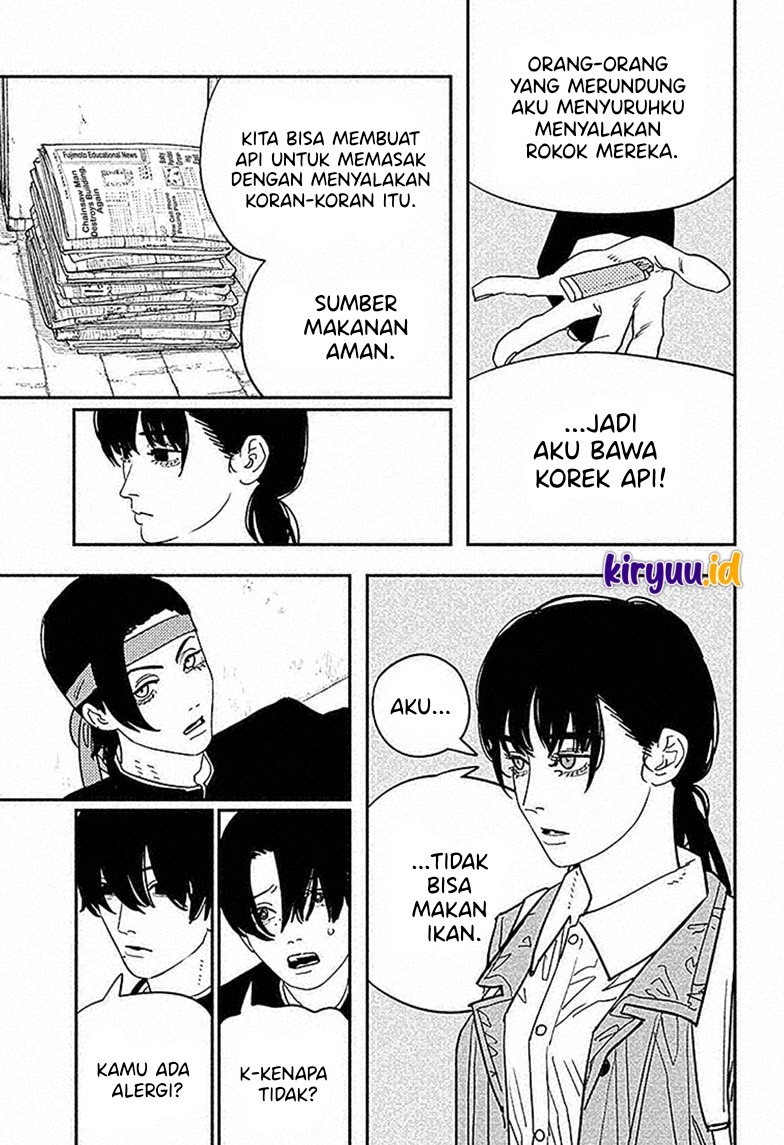 ORANG-ORANG
YANG MERUNDUNG
AKU MENYURUHKU
MENYALAKAN
ROKOK MEREKA.
...JADI
AKU BAWA
KOREK API!
KITA BISA MEMBUAT
API UNTUK MEMASAK
DENGAN MENYALAKAN
KORAN-KORAN ITU.
Fujimoto Educational News
Chainsaw Man
Destroys Building,
Again
SUMBER
MAKANAN
AMAN.
kiryuu.id
AKU...
...TIDAK
BISA
MAKAN
IKAN.
K-KENAPA
TIDAK?
KAMU ADA
ALERGI?